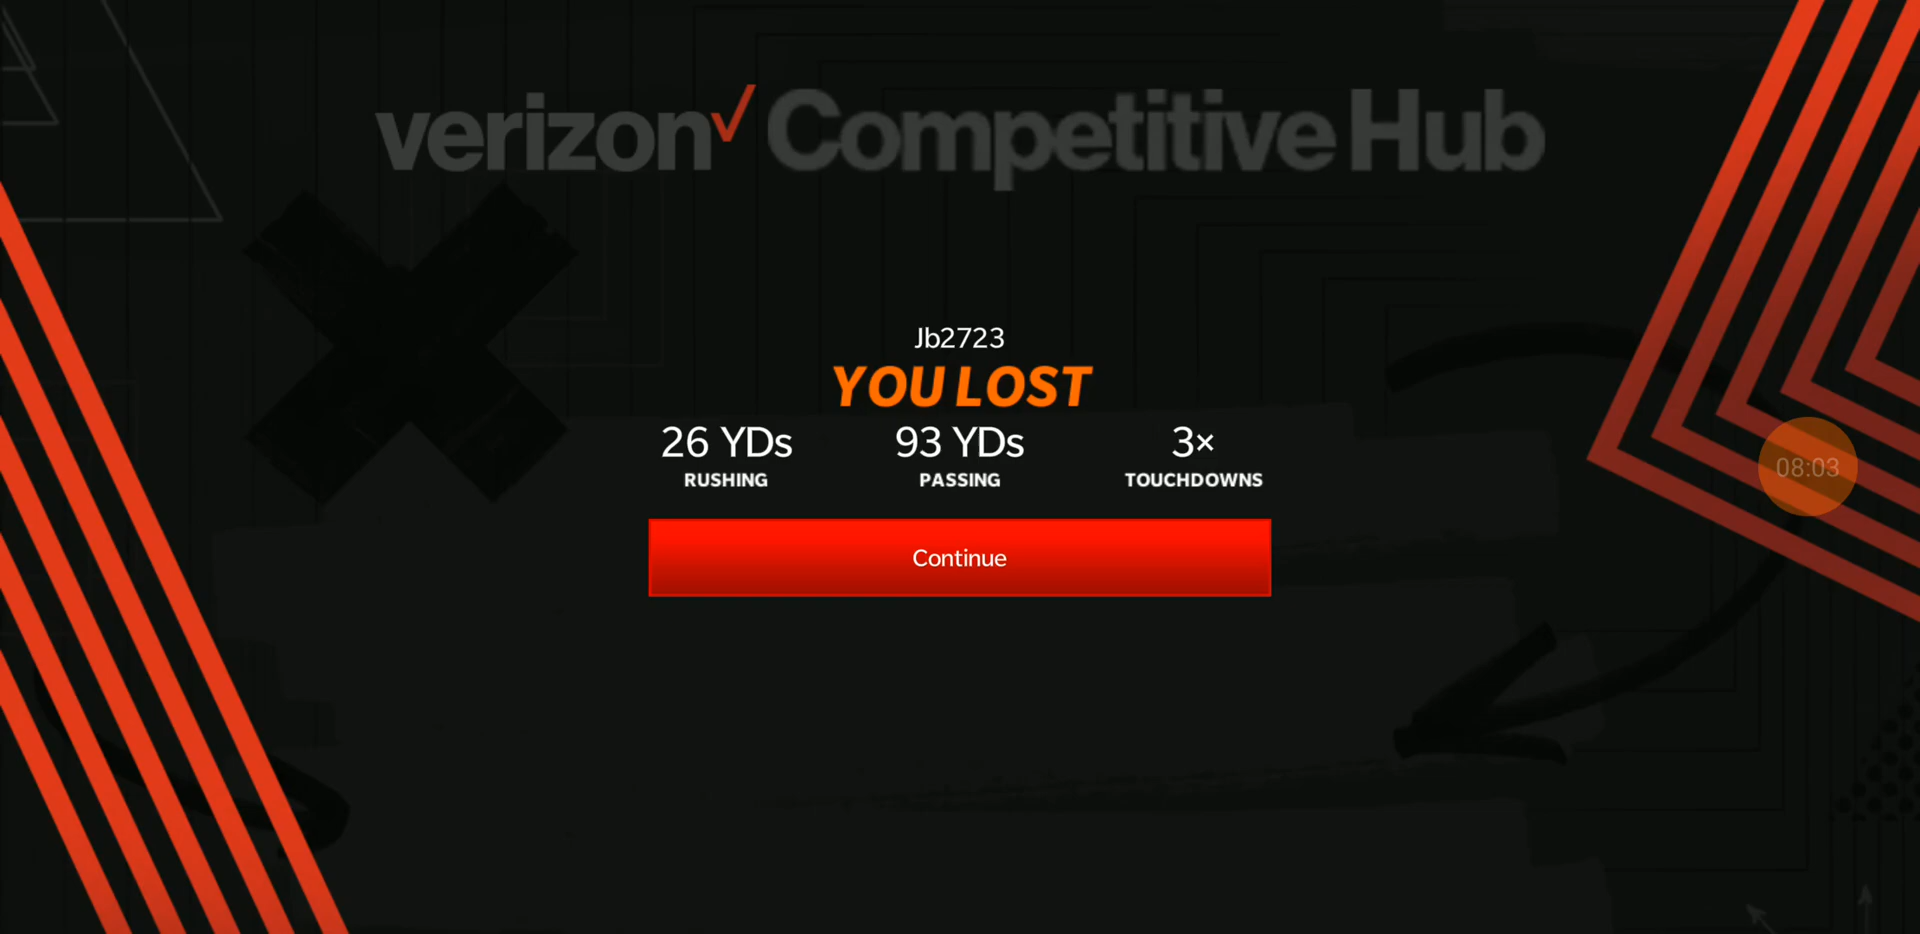 verizon✓ Competitive Hub
Jb2723
YOU LOST
26 YDs 93 YDs 3×
RUSHING PASSING TOUCHDOWNS
08:03
Continue